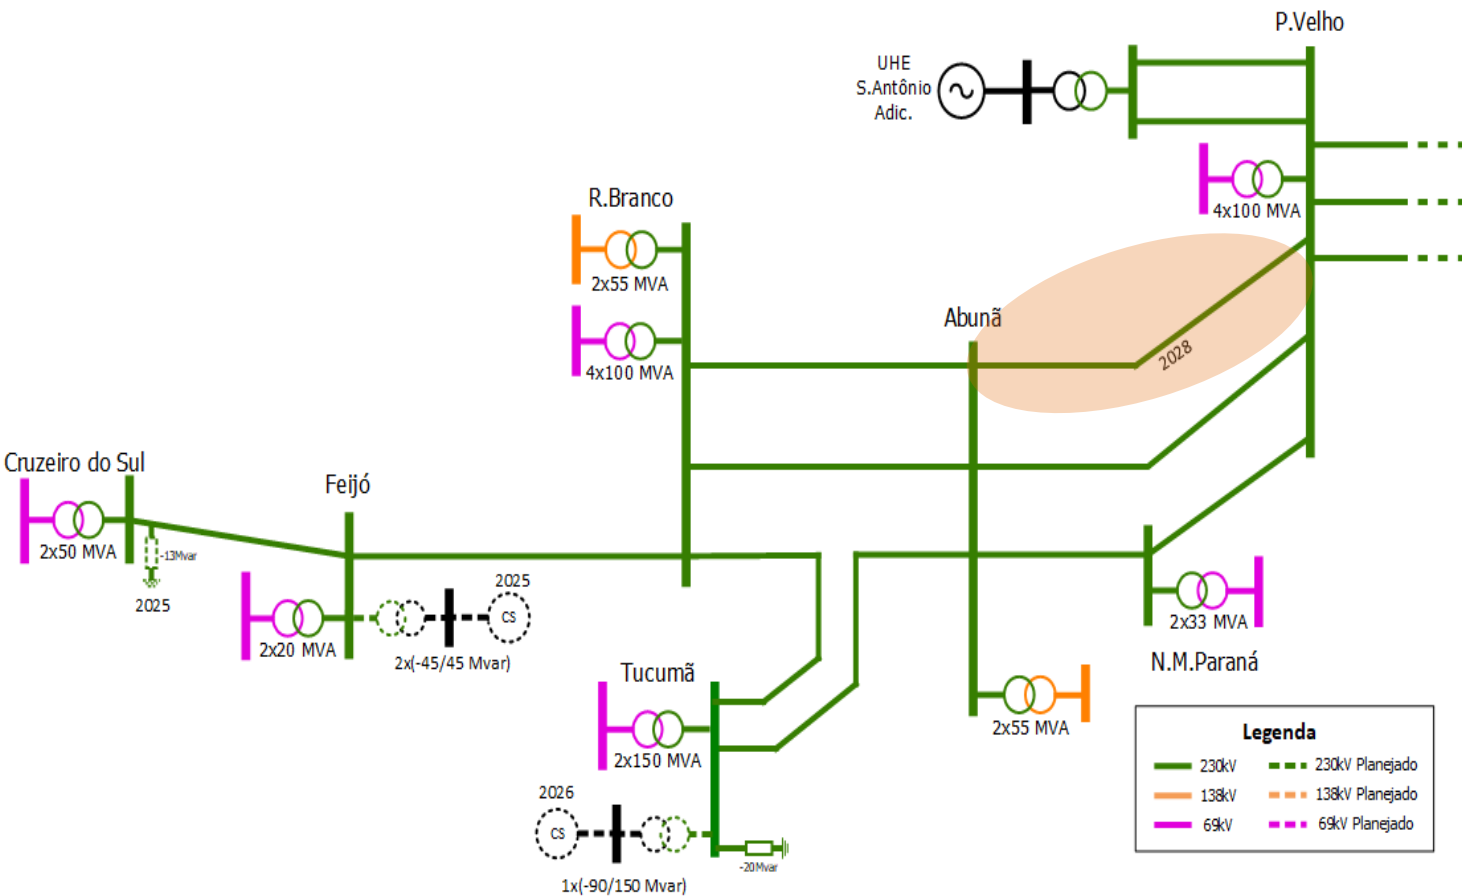 P.Velho
UHE
S.Antônio
Adic.
4x100 MVA
R.Branco
2x55 MVA
4x100 MVA
Abunã
2028
Cruzeiro do Sul
2x50 MVA
-13Mvar
2025
Feijó
2x20 MVA
2025
CS
2x(-45/45 Mvar)
Tucumã
2x150 MVA
2026
CS
1x(-90/150 Mvar)
-20Mvar
2x55 MVA
2x33 MVA
N.M.Paraná
Legenda
230kV
230kV Planejado
138kV
138kV Planejado
69kV
69kV Planejado